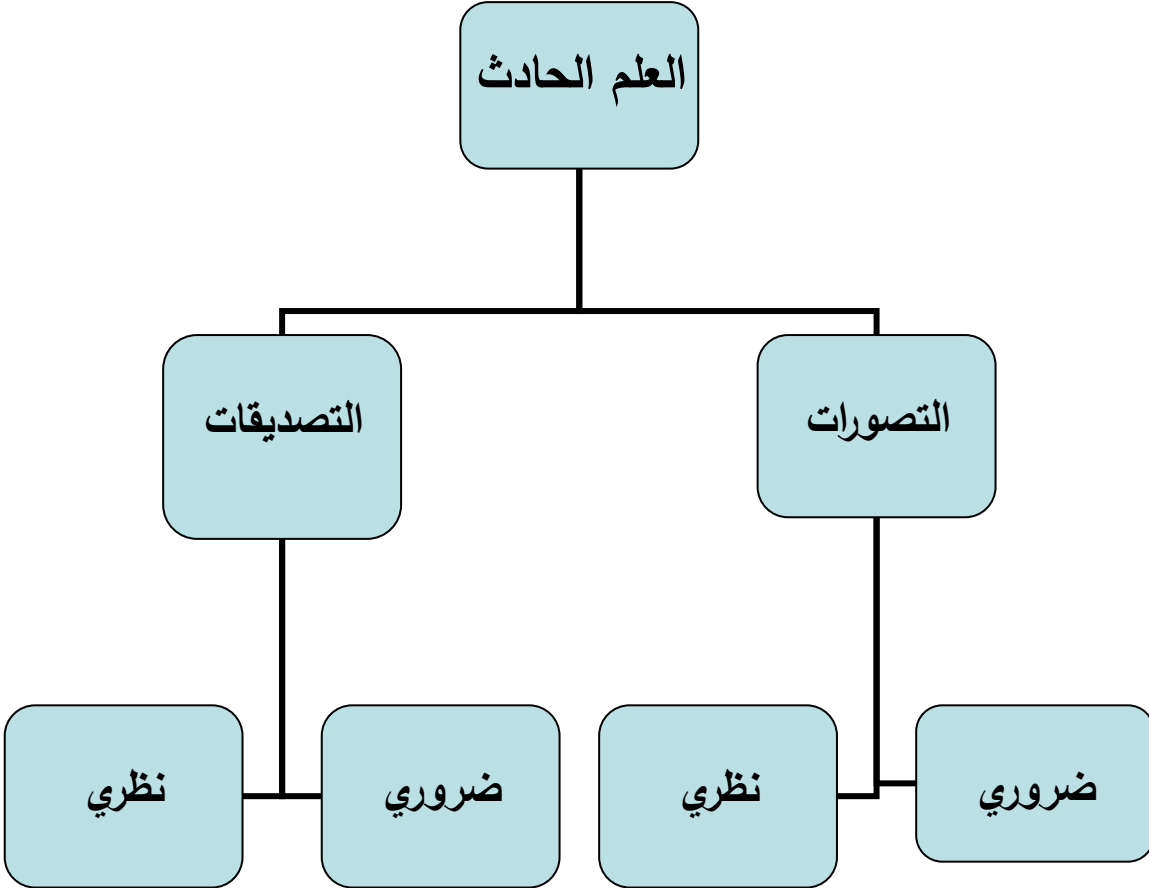 العلم الحادث
التصورات
التصديقات
ضروري
نظري
ضروري
نظري